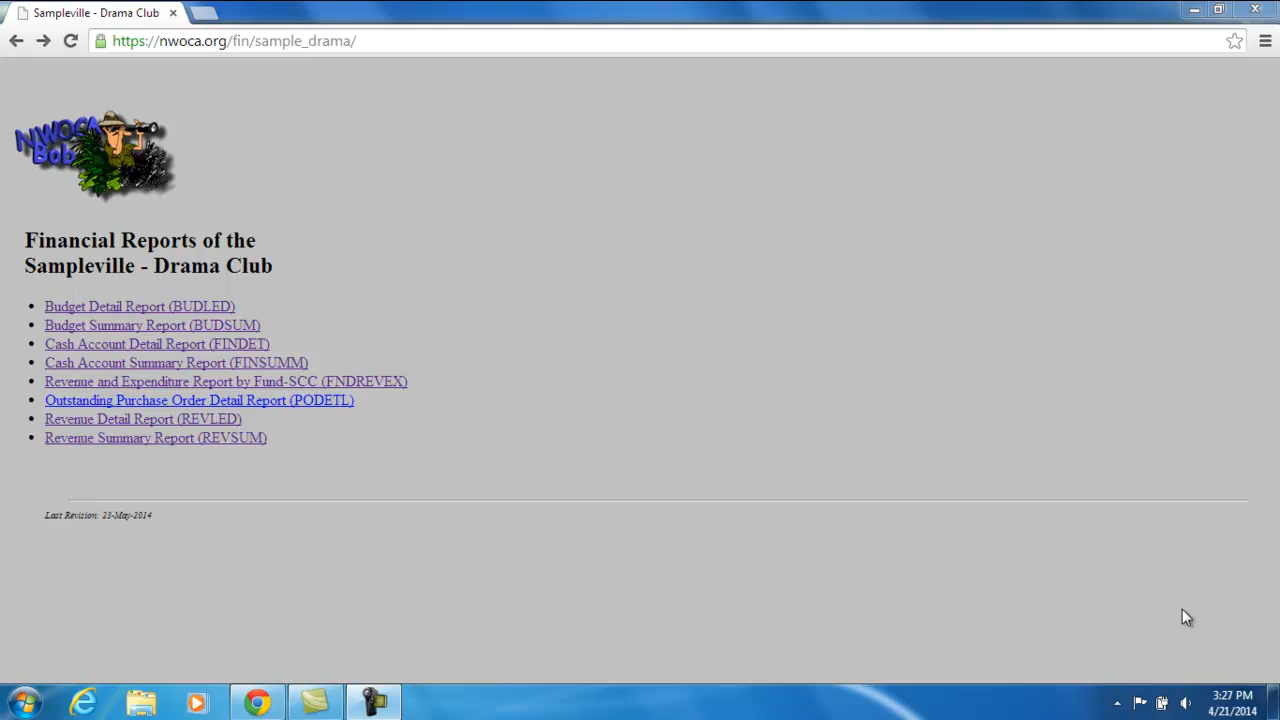 Sampleville - Drama Club
https://nwoca.org/fin/sample_drama/
NWOCA
Bob
Financial Reports of the
Sampleville - Drama Club
Budget Detail Report (BUDLED)
Budget Summary Report (BUDSUM)
Cash Account Detail Report (FINDET)
Cash Account Summary Report (FINSUMM)
Revenue and Expenditure Report by Fund-SCC (FNDREVEX)
Outstanding Purchase Order Detail Report (PODETL)
Revenue Detail Report (REVLED)
Revenue Summary Report (REVSUM)
Last Revision: 23-May-2014
3:27 PM
4/21/2014